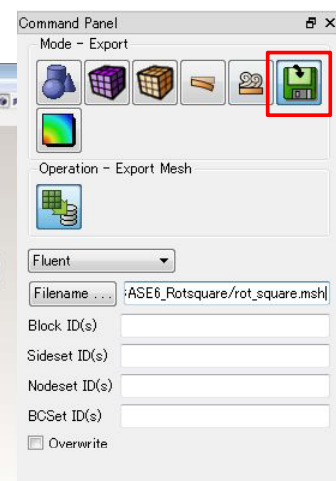 Command Panel
Mode - Export
Operation - Export Mesh
Fluent
Filename ... :ASE6_Rotsquare/rot_square.msh
Block ID(s)
Sideset ID(s)
Nodeset ID(s)
BCSet ID(s)
Overwrite